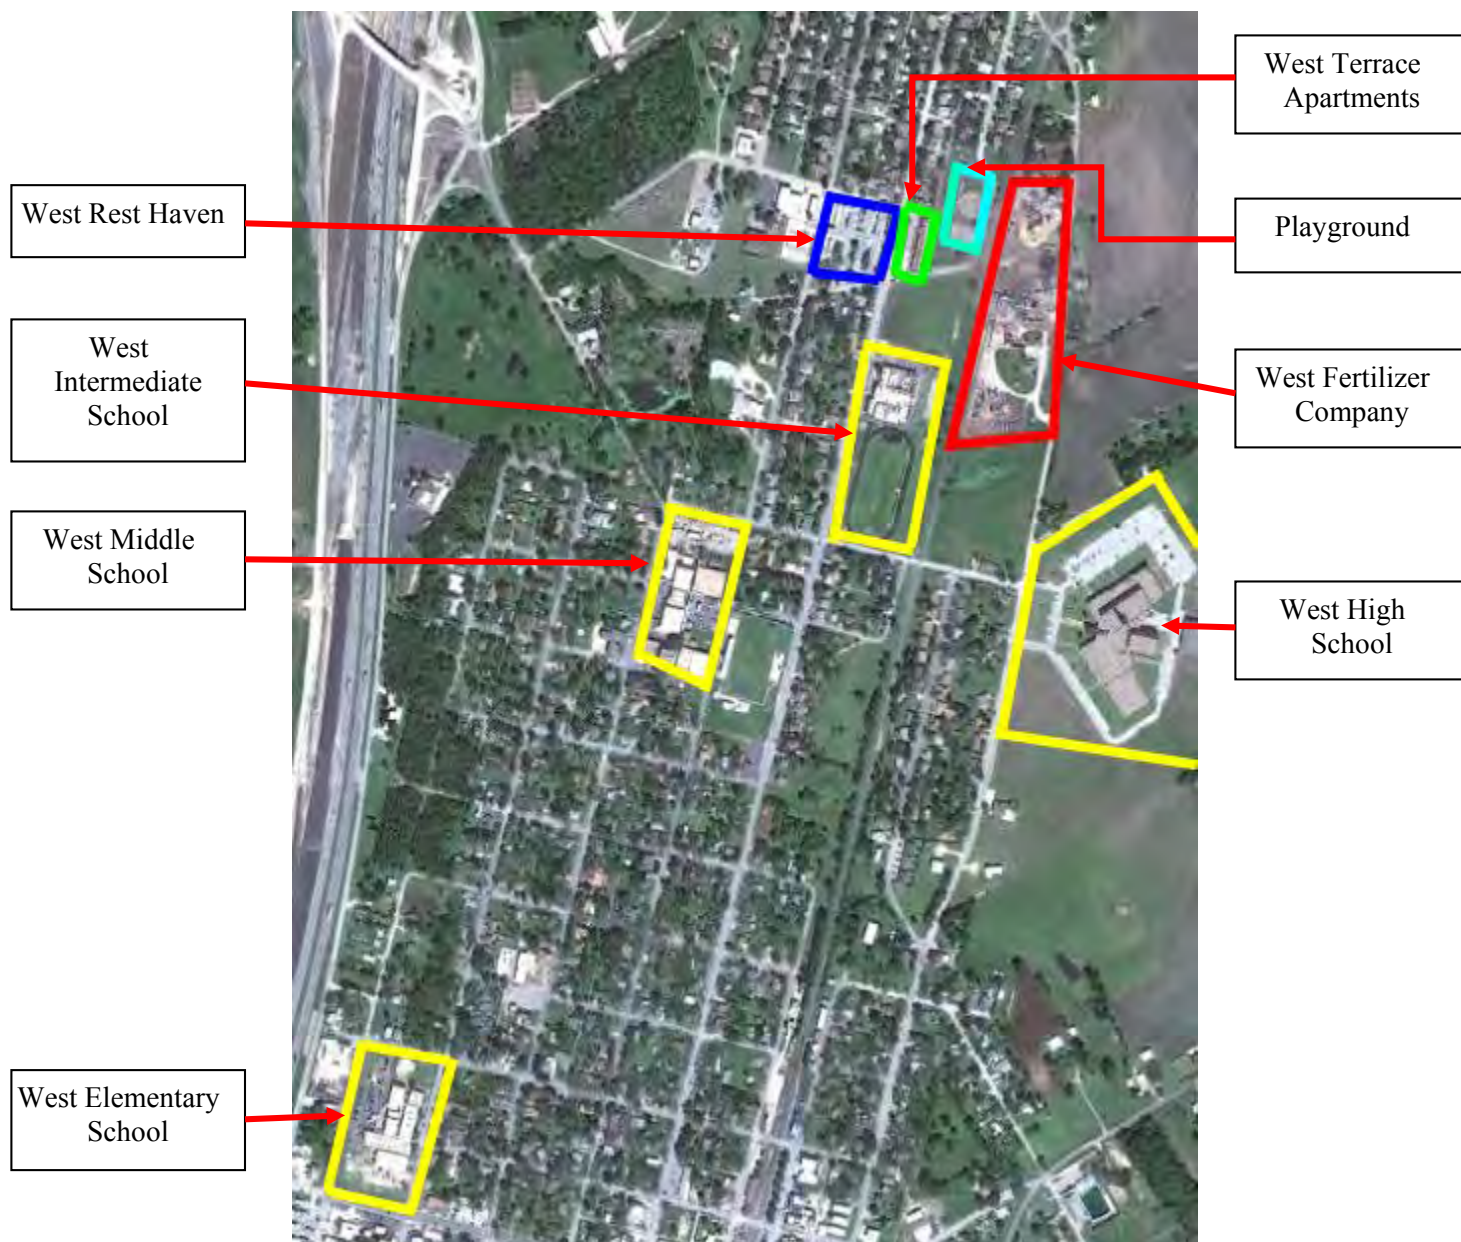 West Terrace
Apartments
West Rest Haven
Playground
West
Intermediate
School
West Fertilizer
Company
West Middle
School
West High
School
West Elementary
School